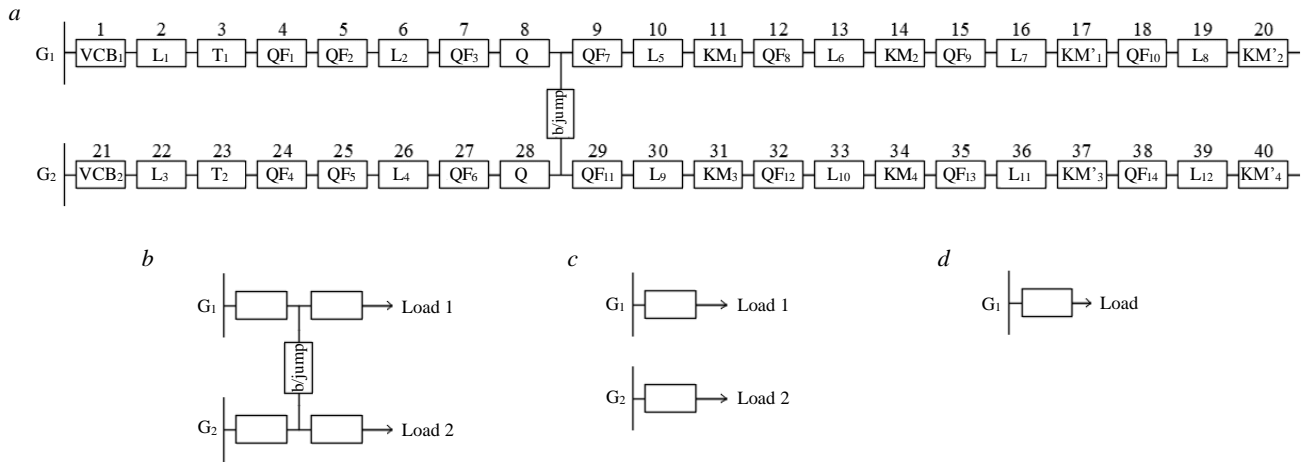 a
1 2 3 4 5 6 7 8 9 10 11 12 13 14 15 16 17 18 19 20
G₁ VCB₁ L₁ T₁ QF₁ QF₂ L₂ QF₃ Q QF₇ L₅ KM₁ QF₈ L₆ KM₂ QF₉ L₇ KM'₁ QF₁₀ L₈ KM'₂
b/jump
21 22 23 24 25 26 27 28 29 30 31 32 33 34 35 36 37 38 39 40
G₂ VCB₂ L₃ T₂ QF₄ QF₅ L₄ QF₆ Q QF₁₁ L₉ KM₃ QF₁₂ L₁₀ KM₄ QF₁₃ L₁₁ KM'₃ QF₁₄ L₁₂ KM'₄
b
G₁ Load 1
b/jump
G₂ Load 2
c
G₁ Load 1
G₂ Load 2
d
G₁ Load